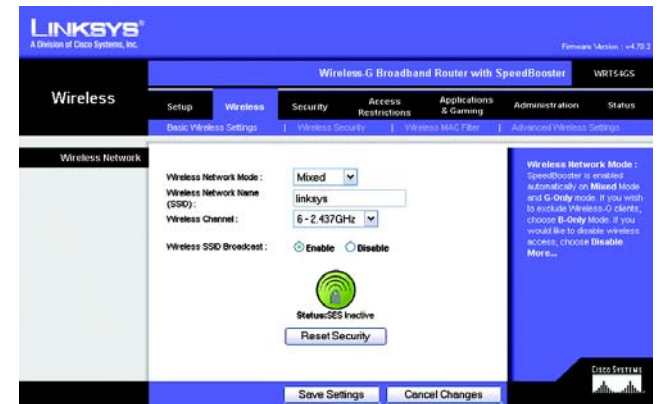 LINKSYS®
A Division of Cisco Systems, Inc.
Firmware Version : v4.70.2
Wireless-G Broadband Router with SpeedBooster WRT54GS
Wireless
Setup Wireless Security Access Restrictions Applications & Gaming Administration Status
Basic Wireless Settings | Wireless Security | Wireless MAC Filter | Advanced Wireless Settings
Wireless Network
Wireless Network Mode : Mixed
Wireless Network Name (SSID) : linksys
Wireless Channel : 6 - 2.437GHz
Wireless SSID Broadcast : Enable Disable
Status:SES Inactive
Reset Security
Wireless Network Mode :
SpeedBooster is enabled
automatically on Mixed Mode
and G-Only mode. If you wish
to exclude Wireless-G clients,
choose B-Only Mode. If you
would like to disable wireless
access, choose Disable
More...
Save Settings Cancel Changes
CISCO SYSTEMS